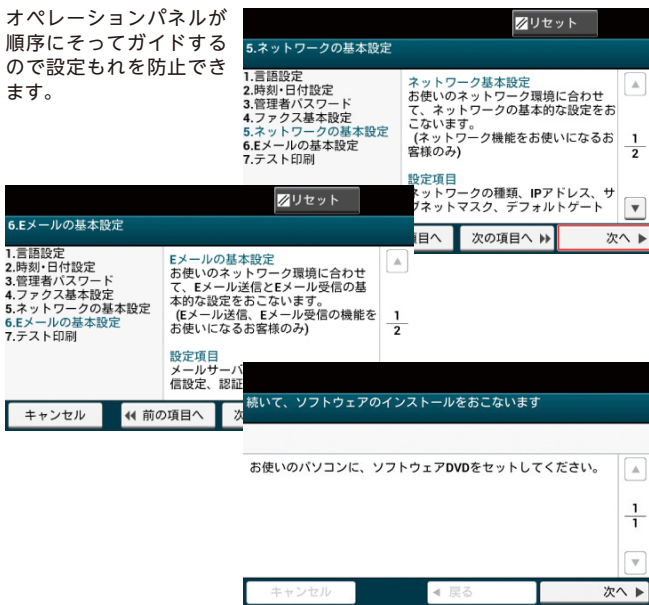 オペレーションパネルが
順序にそってガイドする
ので設定もれを防止でき
ます。
リセット
5.ネットワークの基本設定
1.言語設定
2.時刻･日付設定
3.管理者パスワード
4.ファクス基本設定
5.ネットワークの基本設定
6.Eメールの基本設定
7.テスト印刷
ネットワーク基本設定
お使いのネットワーク環境に合わせ
て、ネットワークの基本的な設定をお
こないます。
(ネットワーク機能をお使いになるお
客様のみ)
設定項目
ネットワークの種類、IPアドレス、サ
ブネットマスク、デフォルトゲート
1
2
項目へ
次の項目へ
次へ
リセット
6.Eメールの基本設定
1.言語設定
2.時刻･日付設定
3.管理者パスワード
4.ファクス基本設定
5.ネットワークの基本設定
6.Eメールの基本設定
7.テスト印刷
Eメールの基本設定
お使いのネットワーク環境に合わせ
て、Eメール送信とEメール受信の基
本的な設定をおこないます。
(Eメール送信、Eメール受信の機能を
お使いになるお客様のみ)
設定項目
メールサーバ
信設定、認証
1
2
キャンセル
前の項目へ
次
続いて、ソフトウェアのインストールをおこないます
お使いのパソコンに、ソフトウェアDVDをセットしてください。
1
1
キャンセル
戻る
次へ